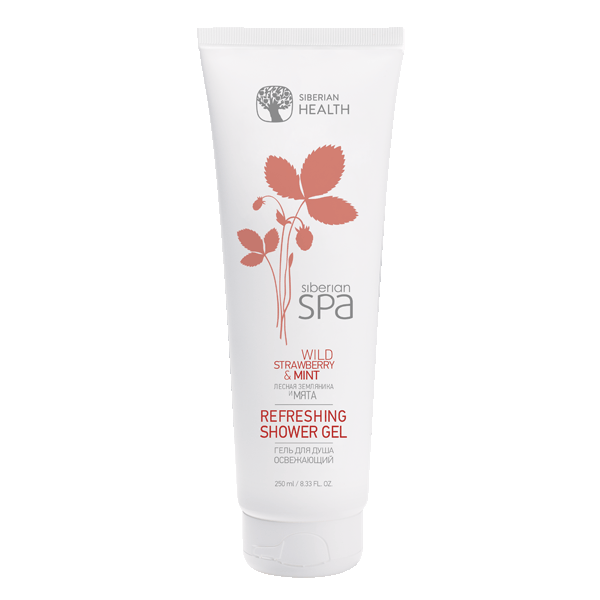 SIBERIAN
HEALTH
siberian
spa
WILD
STRAWBERRY
& MINT
ЛЕСНАЯ ЗЕМЛЯНИКА
И МЯТА
REFRESHING
SHOWER GEL
ГЕЛЬ ДЛЯ ДУША
ОСВЕЖАЮЩИЙ
250 ml / 8.33 FL. OZ.